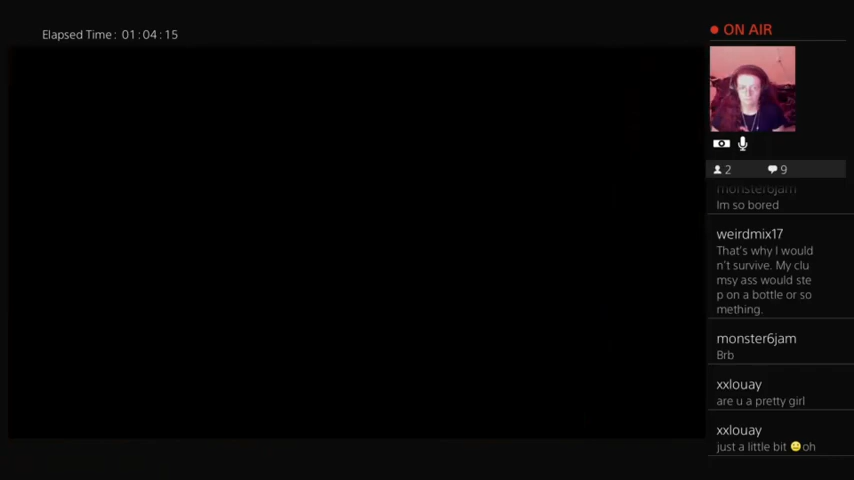 Elapsed Time: 01:04:15
ON AIR
2
9
monster6jam
Im so bored
weirdmix17
That's why I would
n't survive. My clu
msy ass would ste
p on a bottle or so
mething.
monster6jam
Brb
xxlouay
are u a pretty girl
xxlouay
just a little bit 🙂oh